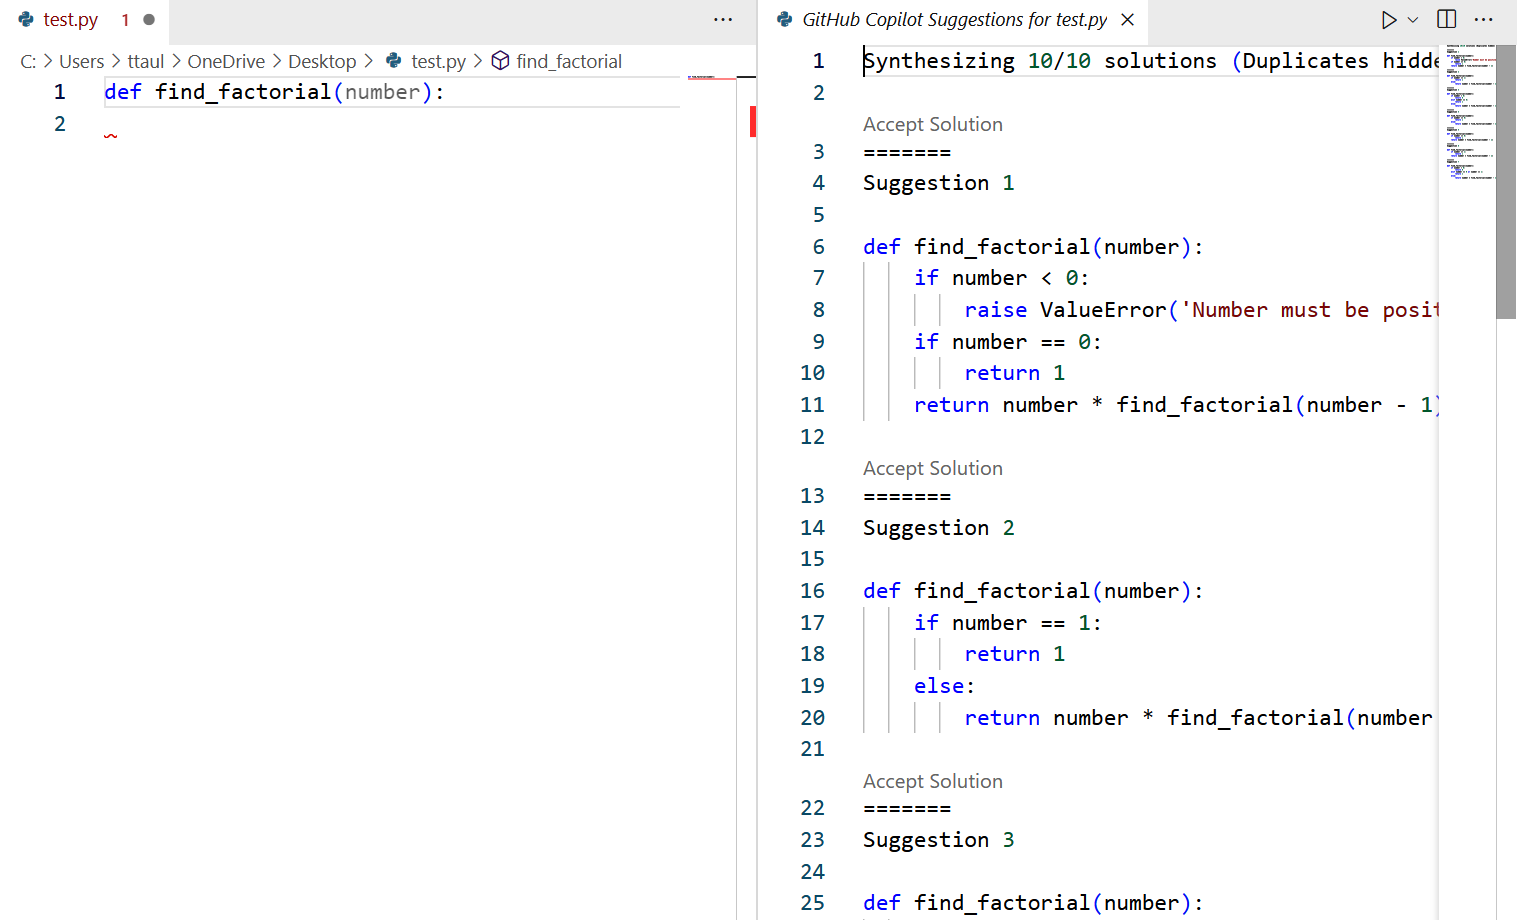 test.py 1
C: > Users > ttaul > OneDrive > Desktop > test.py > find_factorial
1 def find_factorial(number):
2
GitHub Copilot Suggestions for test.py
1 Synthesizing 10/10 solutions (Duplicates hidde
2
Accept Solution
3 =======
4 Suggestion 1
5
6 def find_factorial(number):
7 if number < 0:
8 raise ValueError('Number must be posit
9 if number == 0:
10 return 1
11 return number * find_factorial(number - 1)
12
Accept Solution
13 =======
14 Suggestion 2
15
16 def find_factorial(number):
17 if number == 1:
18 return 1
19 else:
20 return number * find_factorial(number
21
Accept Solution
22 =======
23 Suggestion 3
24
25 def find_factorial(number):